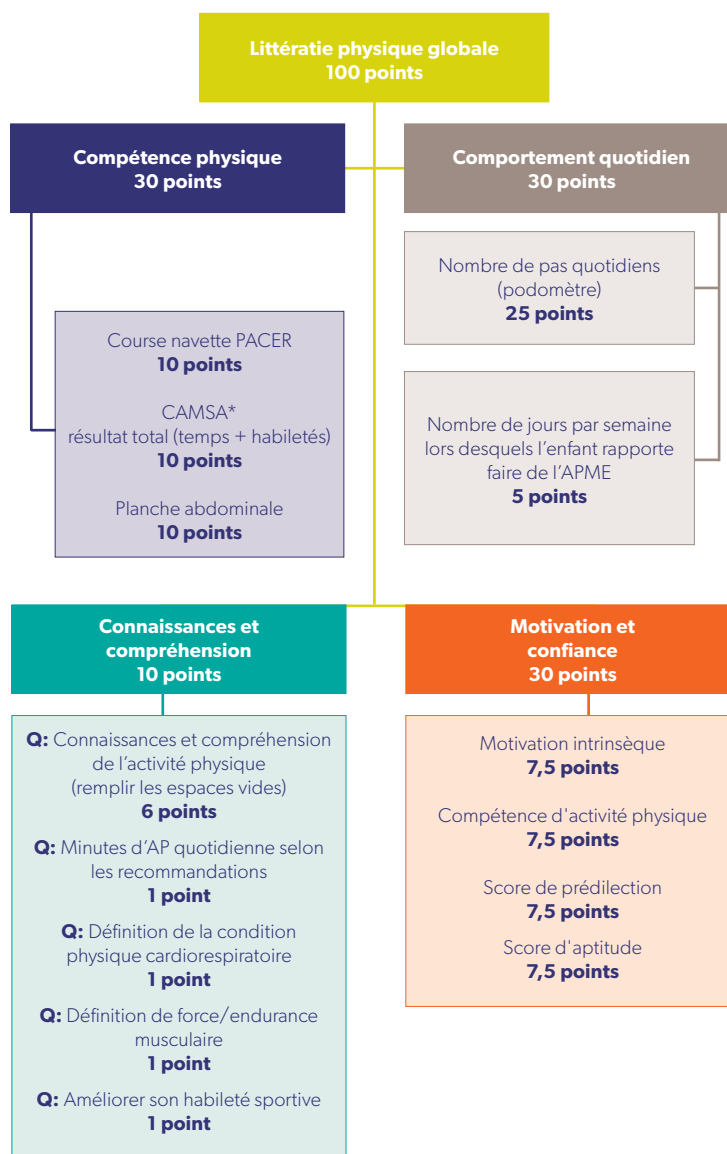 Littératie physique globale
100 points
Compétence physique
30 points
Comportement quotidien
30 points
Course navette PACER
10 points
CAMSA*
résultat total (temps + habiletés)
10 points
Planche abdominale
10 points
Nombre de pas quotidiens
(podomètre)
25 points
Nombre de jours par semaine
lors desquels l’enfant rapporte
faire de l’APME
5 points
Connaissances et
compréhension
10 points
Motivation et
confiance
30 points
Q: Connaissances et compréhension
de l’activité physique
(remplir les espaces vides)
6 points
Q: Minutes d’AP quotidienne selon
les recommandations
1 point
Q: Définition de la condition
physique cardiorespiratoire
1 point
Q: Définition de force/endurance
musculaire
1 point
Q: Améliorer son habileté sportive
1 point
Motivation intrinsèque
7,5 points
Compétence d'activité physique
7,5 points
Score de prédilection
7,5 points
Score d'aptitude
7,5 points